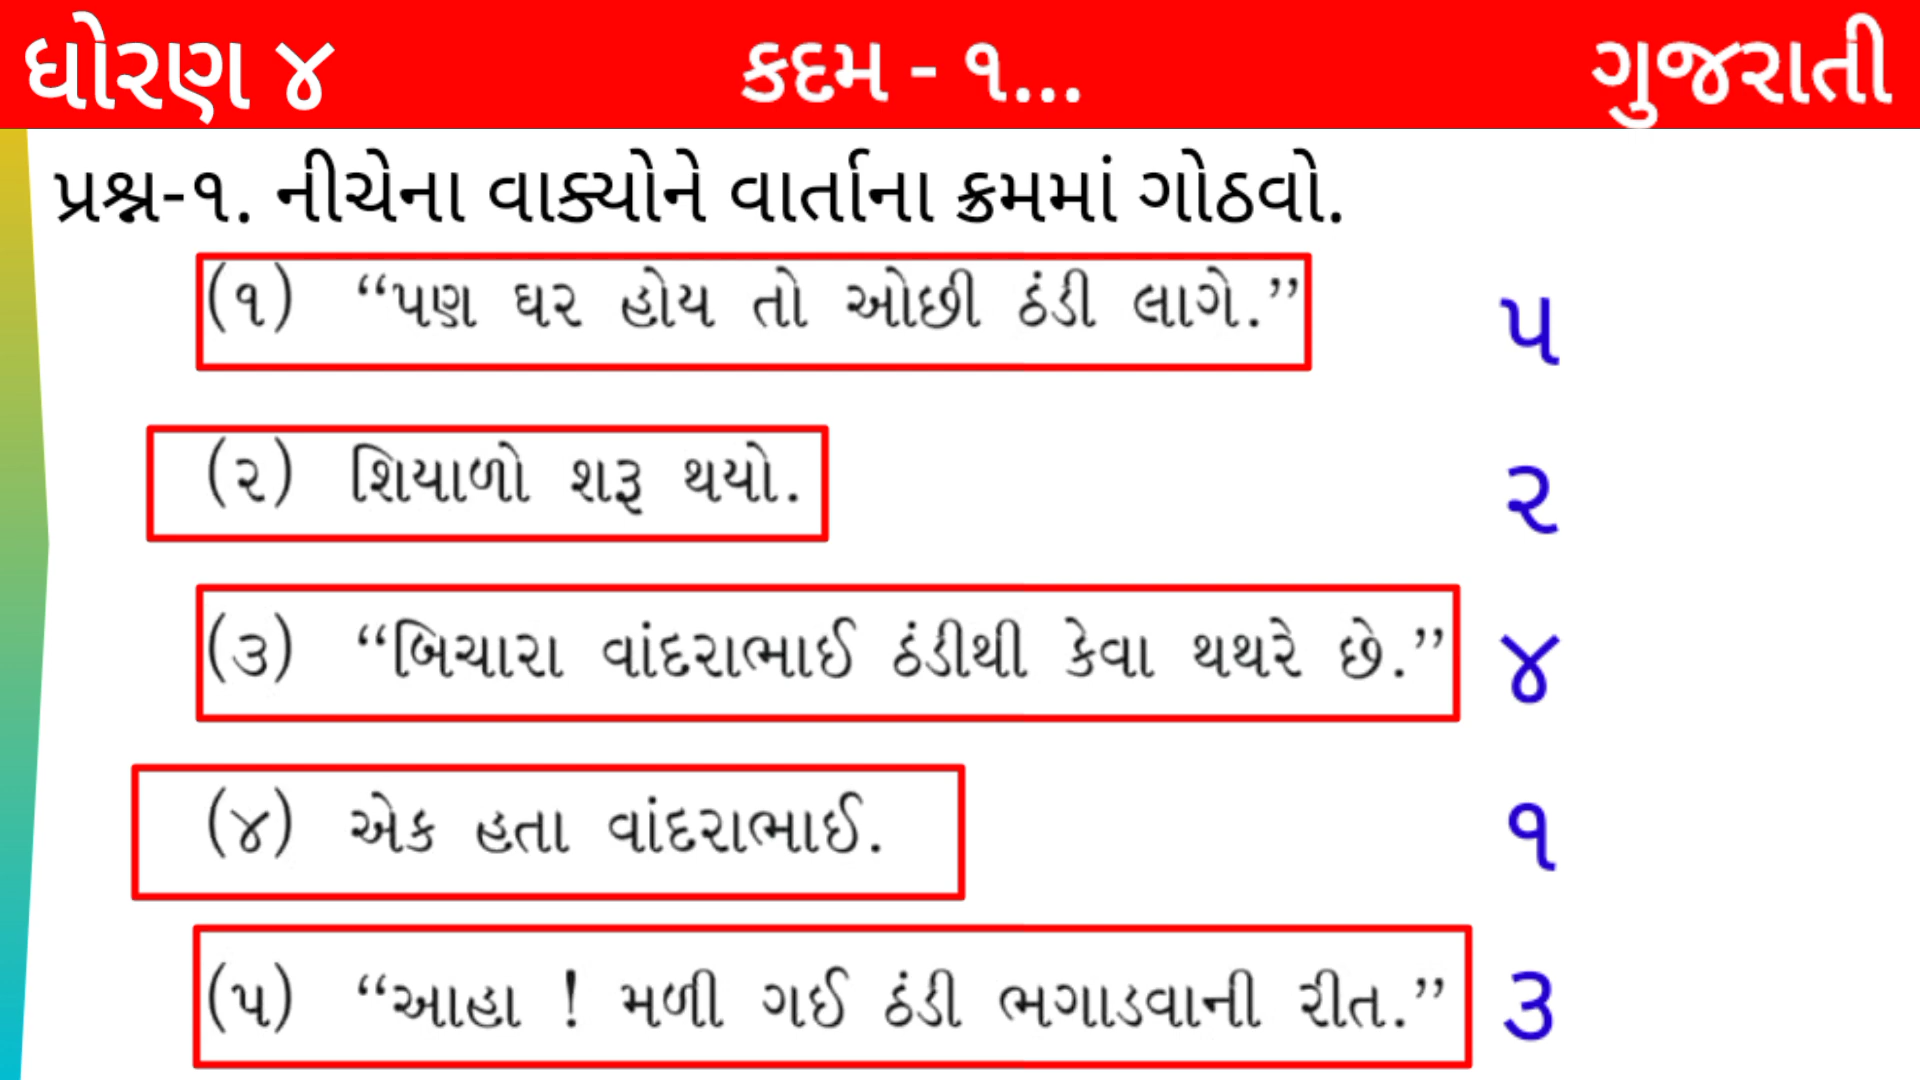 ધોરણ ૪ કદમ - ૧... ગુજરાતી
પ્રશ્ન-૧. નીચેના વાક્યોને વાર્તાના ક્રમમાં ગોઠવો.
(૧) “પણ ઘર હોય તો ઓછી ઠંડી લાગે.” ૫
(૨) શિયાળો શરૂ થયો. ૨
(૩) “બિચારા વાંદરાભાઈ ઠંડીથી કેવા થથરે છે.” ૪
(૪) એક હતા વાંદરાભાઈ. ૧
(૫) “આહા ! મળી ગઈ ઠંડી ભગાડવાની રીત.” ૩